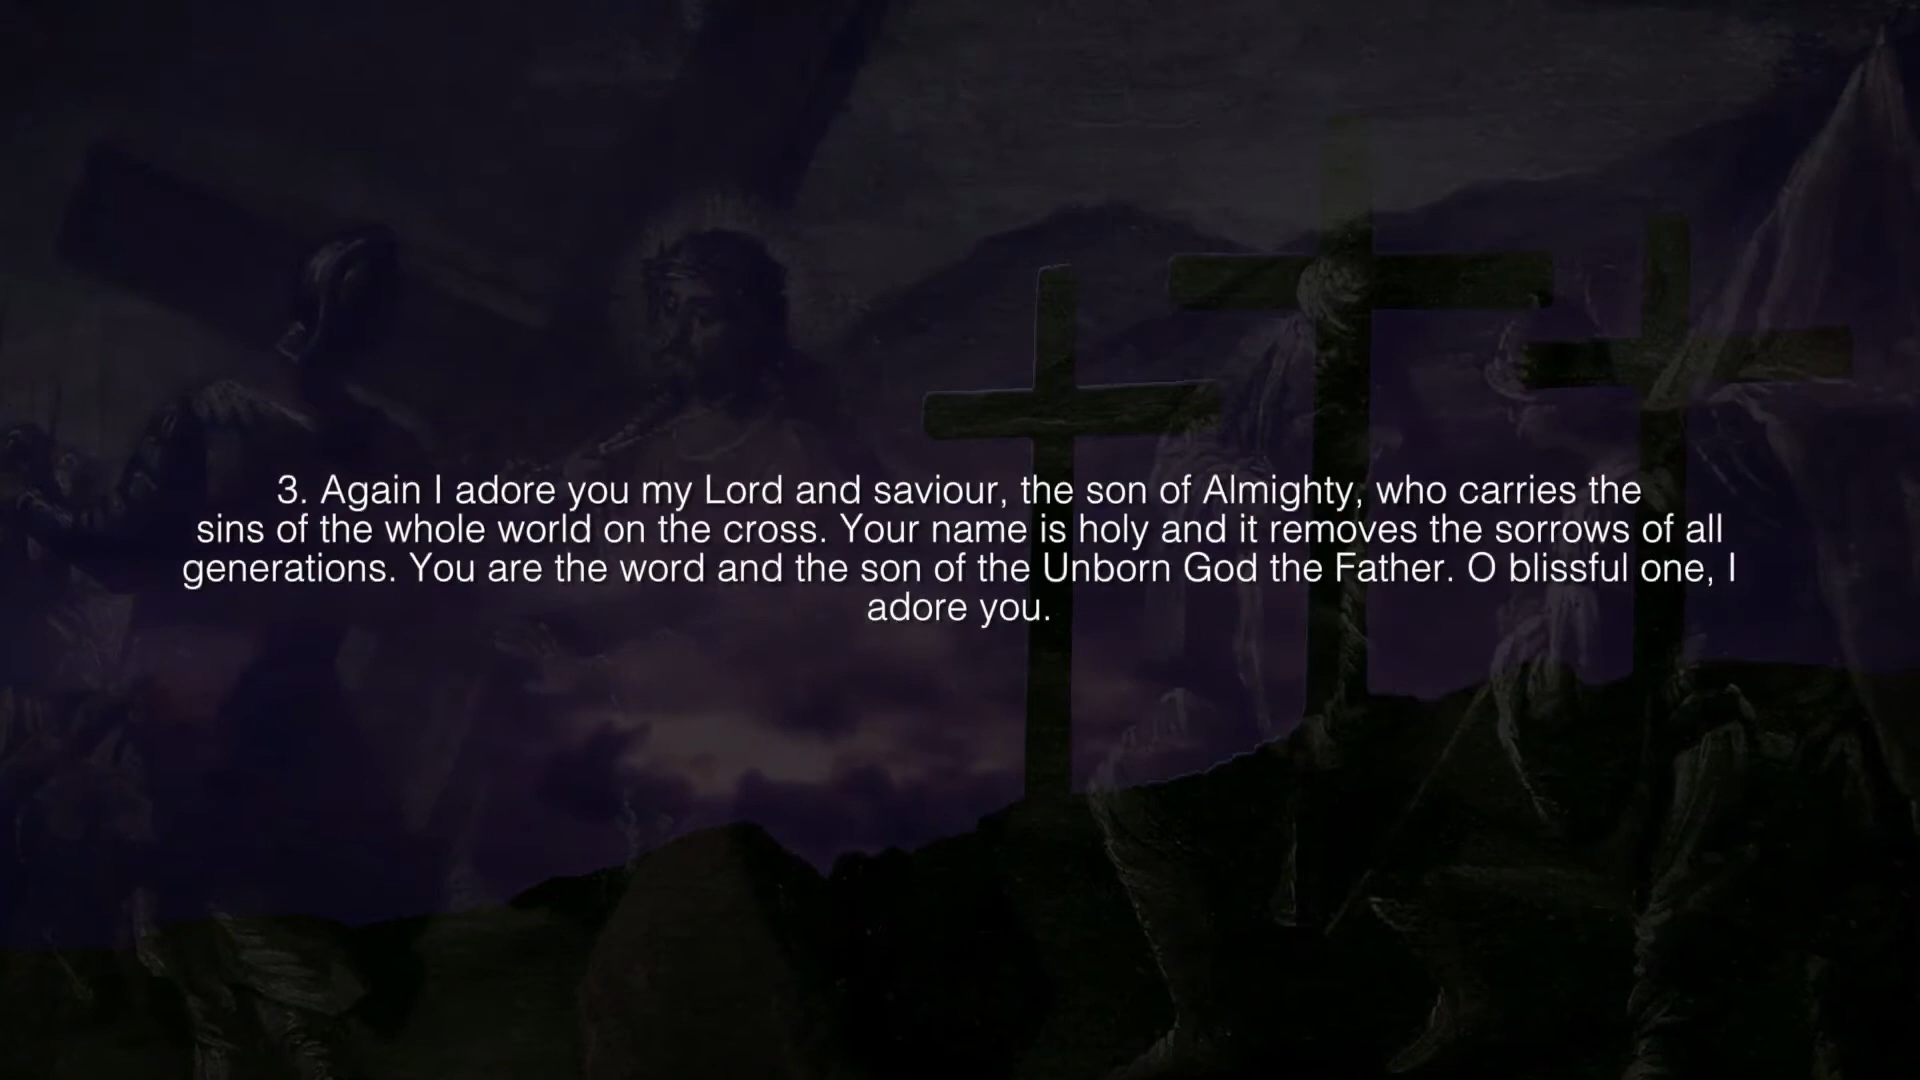 3. Again I adore you my Lord and saviour, the son of Almighty, who carries the
sins of the whole world on the cross. Your name is holy and it removes the sorrows of all
generations. You are the word and the son of the Unborn God the Father. O blissful one, I
adore you.